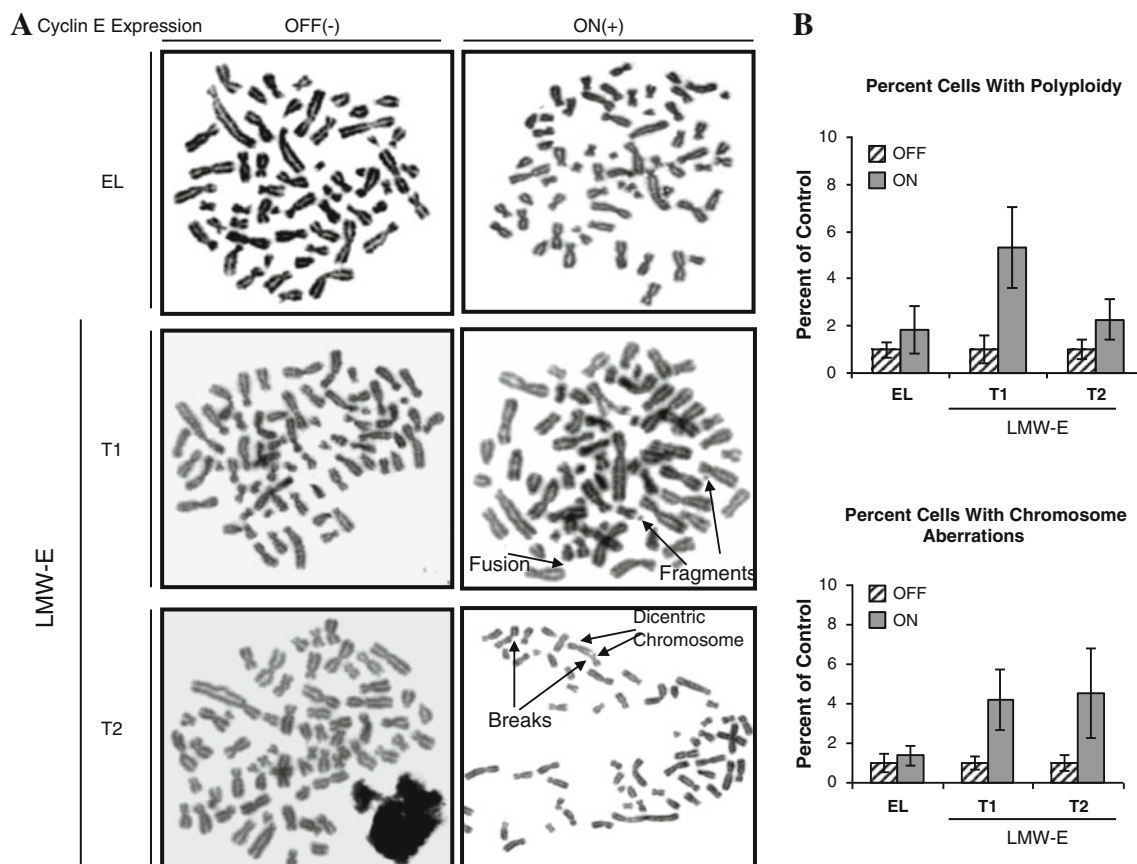 A
Cyclin E Expression
OFF(-)
ON(+)
EL
LMW-E
T1
Fusion
Fragments
T2
Dicentric
Chromosome
Breaks
B
Percent Cells With Polyploidy
Percent of Control
10
8
6
4
2
0
OFF
ON
EL
T1
T2
LMW-E
Percent Cells With Chromosome
Aberrations
Percent of Control
10
8
6
4
2
0
OFF
ON
EL
T1
T2
LMW-E